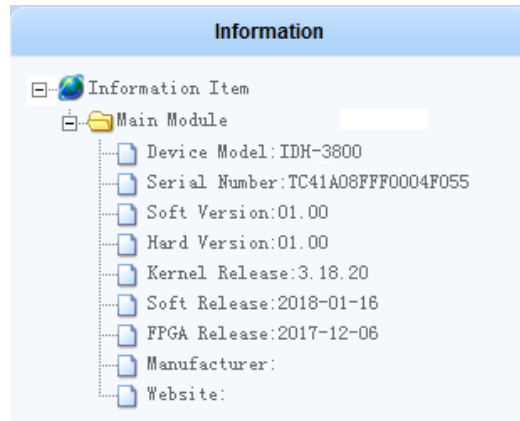 Information
Information Item
Main Module
Device Model:IDH-3800
Serial Number:TC41A08FFF0004F055
Soft Version:01.00
Hard Version:01.00
Kernel Release:3.18.20
Soft Release:2018-01-16
FPGA Release:2017-12-06
Manufacturer:
Website: